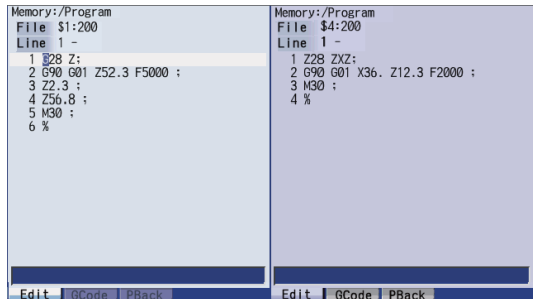 Memory:/Program
File $1:200
Line 1 -
1 G28 Z;
2 G90 G01 Z52.3 F5000 ;
3 Z2.3 ;
4 Z56.8 ;
5 M30 ;
6 %
Edit GCode PBack
Memory:/Program
File $4:200
Line 1 -
1 Z28 ZXZ;
2 G90 G01 X36. Z12.3 F2000 ;
3 M30 ;
4 %
Edit GCode PBack